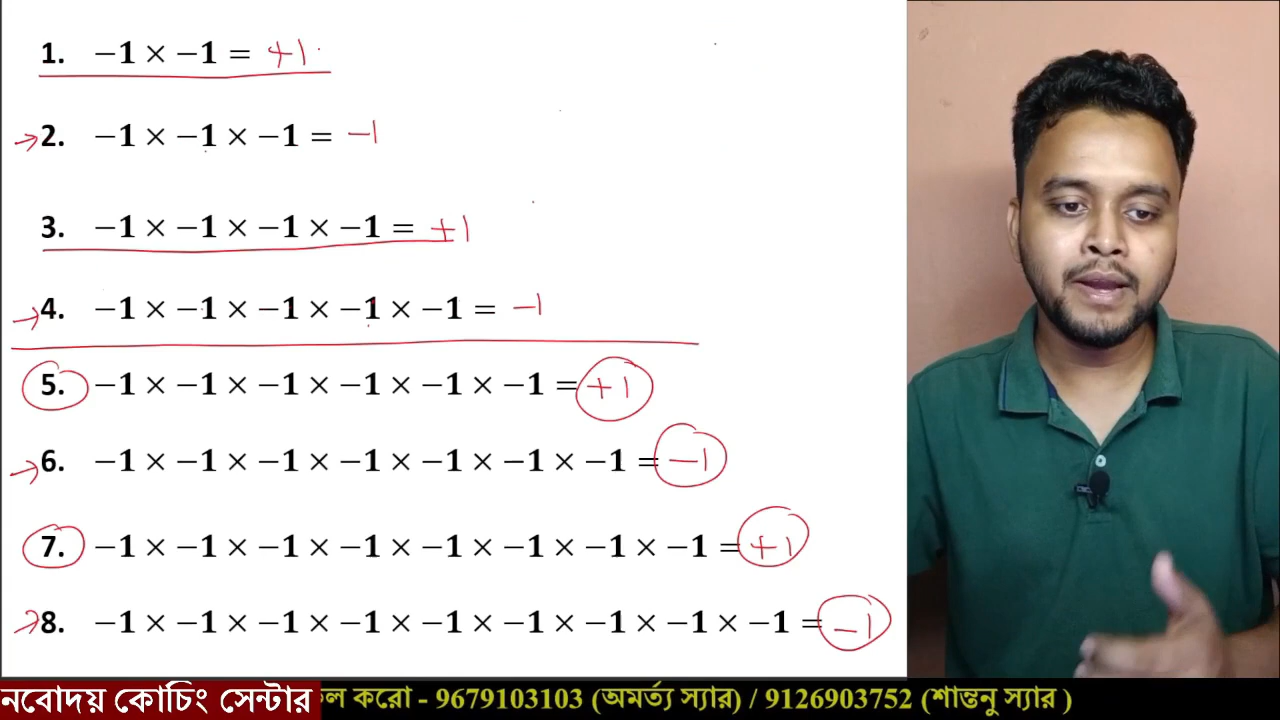 1. −1 × −1 = +1
2. −1 × −1 × −1 = −1
3. −1 × −1 × −1 × −1 = +1
4. −1 × −1 × −1 × −1 × −1 = −1
5. −1 × −1 × −1 × −1 × −1 × −1 = +1
6. −1 × −1 × −1 × −1 × −1 × −1 × −1 = −1
7. −1 × −1 × −1 × −1 × −1 × −1 × −1 × −1 = +1
8. −1 × −1 × −1 × −1 × −1 × −1 × −1 × −1 × −1 = −1
নবোদয় কোচিং সেন্টার করো - 9679103103 (অমর্ত্য স্যার) / 9126903752 (শান্তনু স্যার )